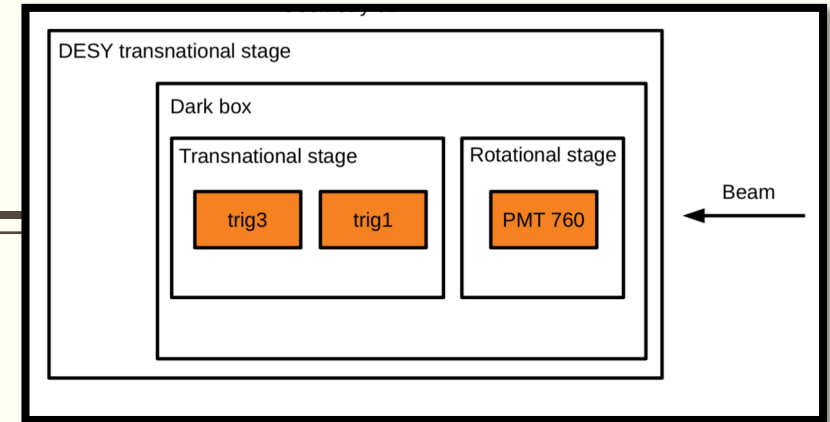 DESY transnational stage
Dark box
Transnational stage
Rotational stage
trig3
trig1
PMT 760
Beam